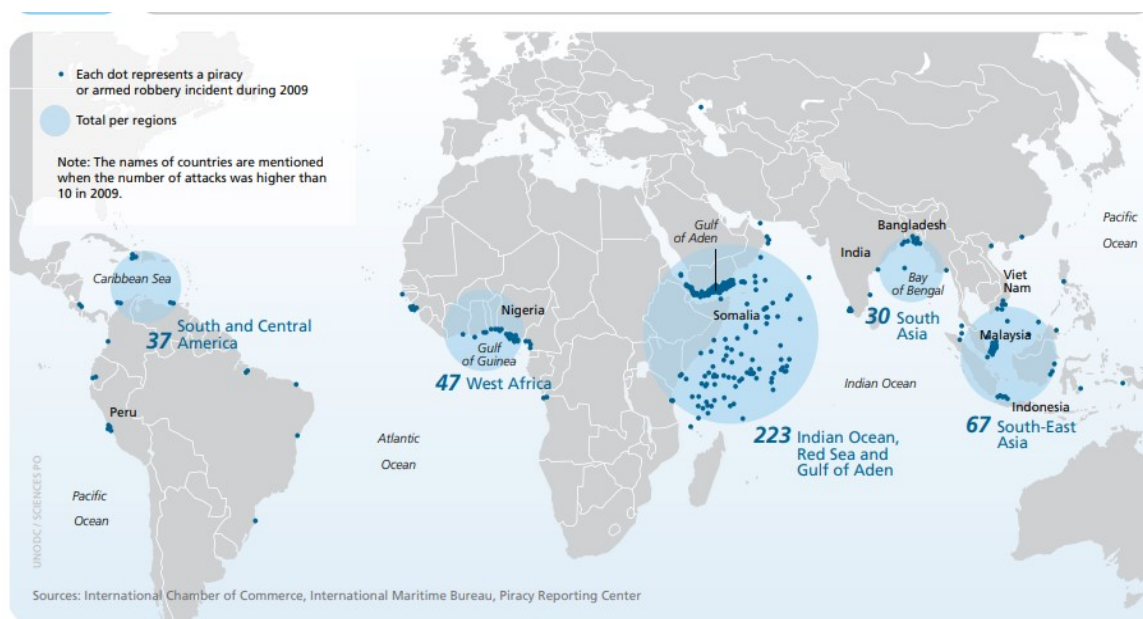 Each dot represents a piracy
or armed robbery incident during 2009
Total per regions
Note: The names of countries are mentioned
when the number of attacks was higher than
10 in 2009.
Caribbean Sea
37 South and Central
America
Peru
Pacific
Ocean
Atlantic
Ocean
Nigeria
Gulf
of Guinea
47 West Africa
Gulf
of Aden
Somalia
223 Indian Ocean,
Red Sea and
Gulf of Aden
Indian Ocean
India
Bangladesh
Bay
of Bengal
30 South
Asia
Viet
Nam
Malaysia
Indonesia
67 South-East
Asia
Pacific
Ocean
UNODC / SCIENCES PO
Sources: International Chamber of Commerce, International Maritime Bureau, Piracy Reporting Center